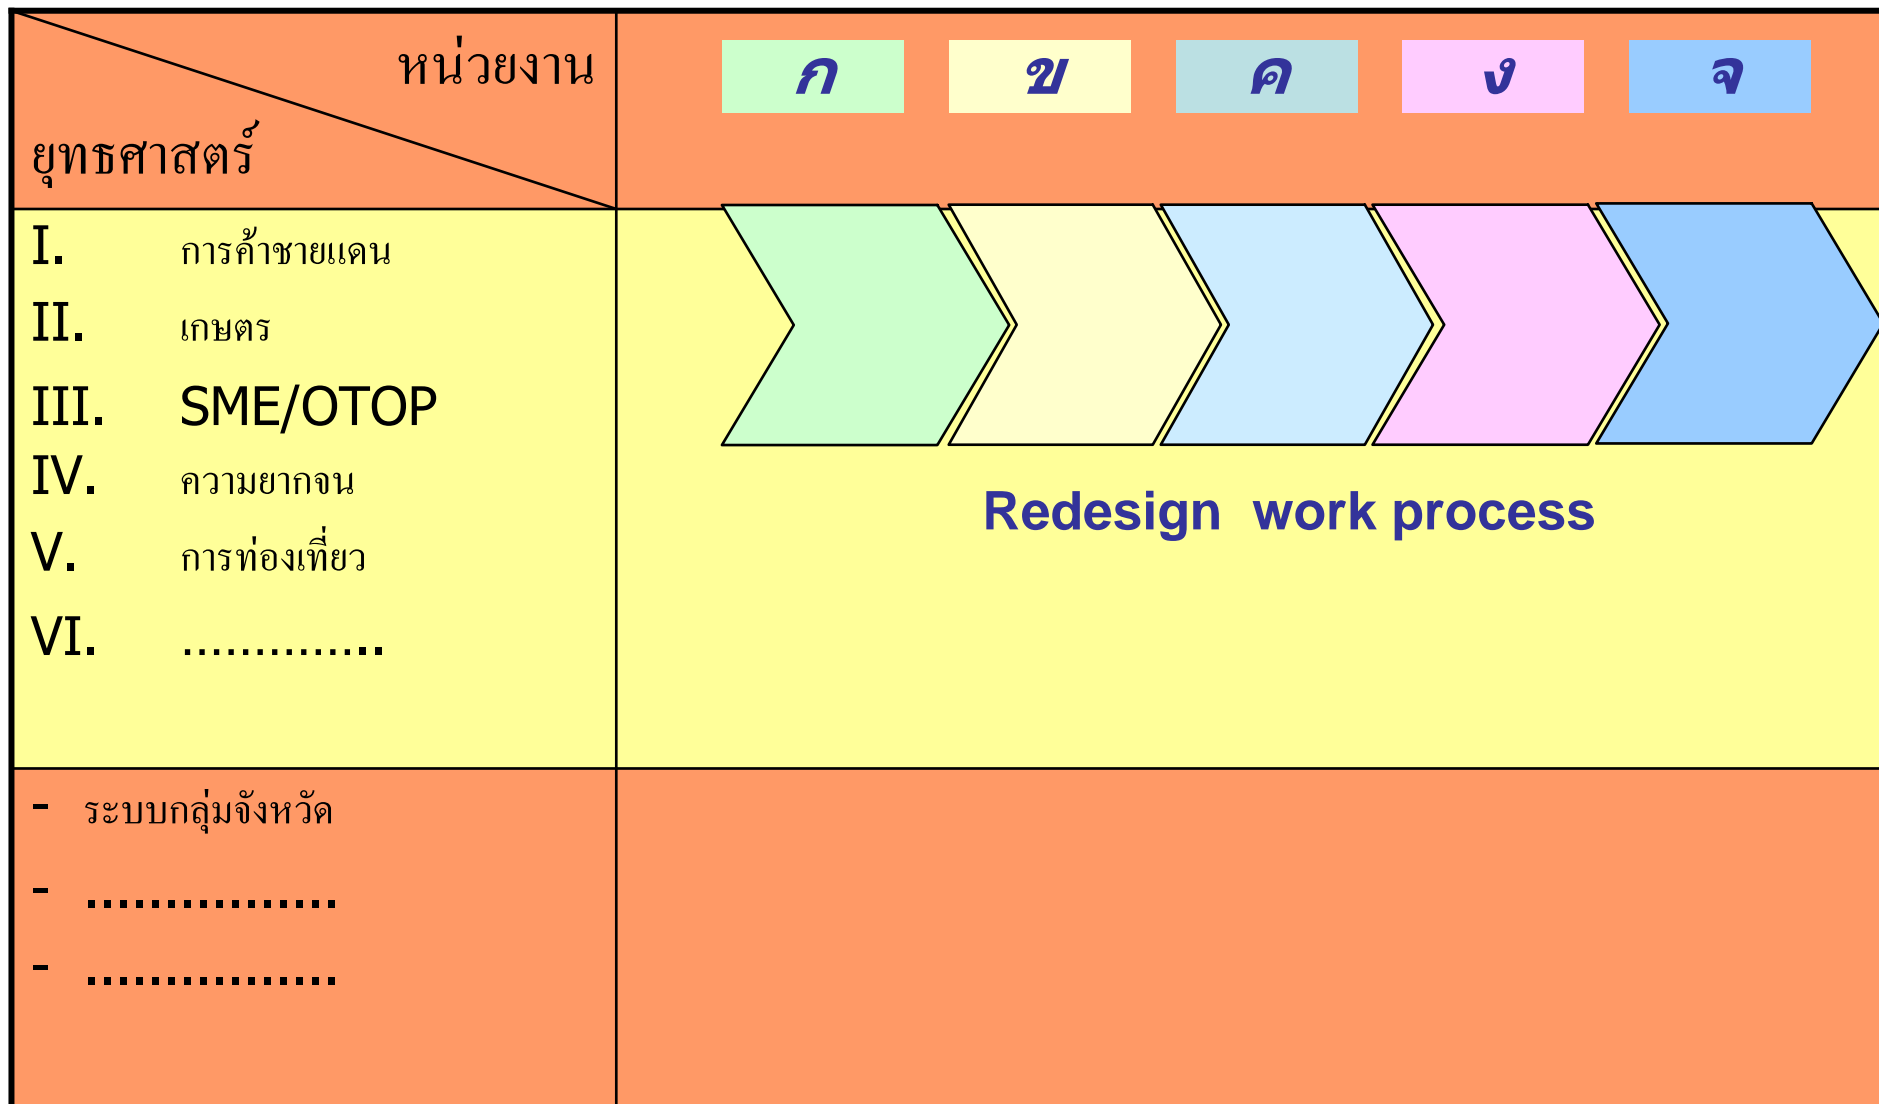 หน่วยงาน
ยุทธศาสตร์
ก ข ค ง จ
I. การค้าชายแดน
II. เกษตร
III. SME/OTOP
IV. ความยากจน
V. การท่องเที่ยว
VI. ..............
Redesign work process
- ระบบกลุ่มจังหวัด
- ................
- ................